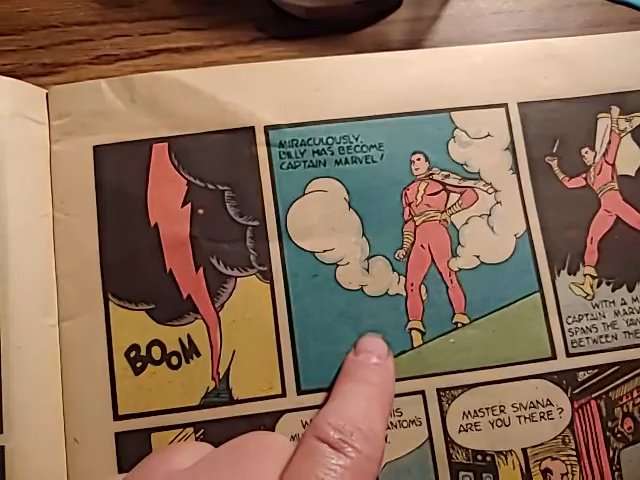 BOOM
MIRACULOUSLY,
BILLY HAS BECOME
CAPTAIN MARVEL!
WITH A
CAPTAIN MARV
SPANS THE
BETWEEN THE
W
HIS
MASTER SIVANA,
ARE YOU THERE?